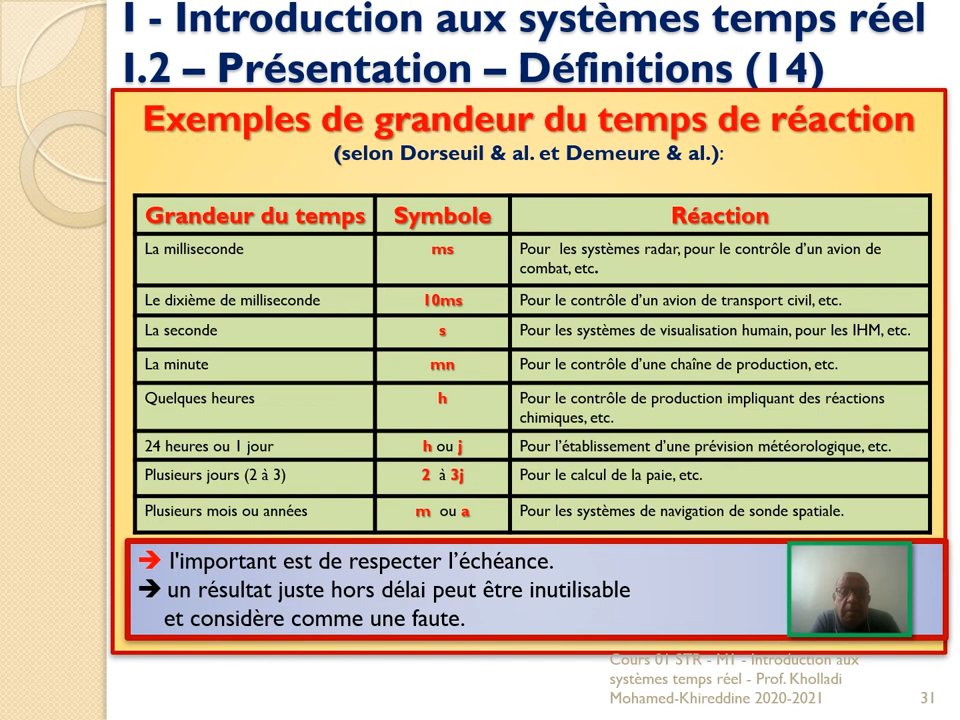 I - Introduction aux systèmes temps réel
I.2 – Présentation – Définitions (14)
Exemples de grandeur du temps de réaction
(selon Dorseuil & al. et Demeure & al.):
Grandeur du temps Symbole Réaction
La milliseconde ms Pour les systèmes radar, pour le contrôle d’un avion de
combat, etc.
Le dixième de milliseconde 10ms Pour le contrôle d’un avion de transport civil, etc.
La seconde s Pour les systèmes de visualisation humain, pour les IHM, etc.
La minute mn Pour le contrôle d’une chaîne de production, etc.
Quelques heures h Pour le contrôle de production impliquant des réactions
chimiques, etc.
24 heures ou 1 jour h ou j Pour l’établissement d’une prévision météorologique, etc.
Plusieurs jours (2 à 3) 2 à 3j Pour le calcul de la paie, etc.
Plusieurs mois ou années m ou a Pour les systèmes de navigation de sonde spatiale.
➔ l'important est de respecter l’échéance.
➔ un résultat juste hors délai peut être inutilisable
et considère comme une faute.
Cours 01 STR - M1 - Introduction aux
systèmes temps réel - Prof. Kholladi
Mohamed-Khireddine 2020-2021 31